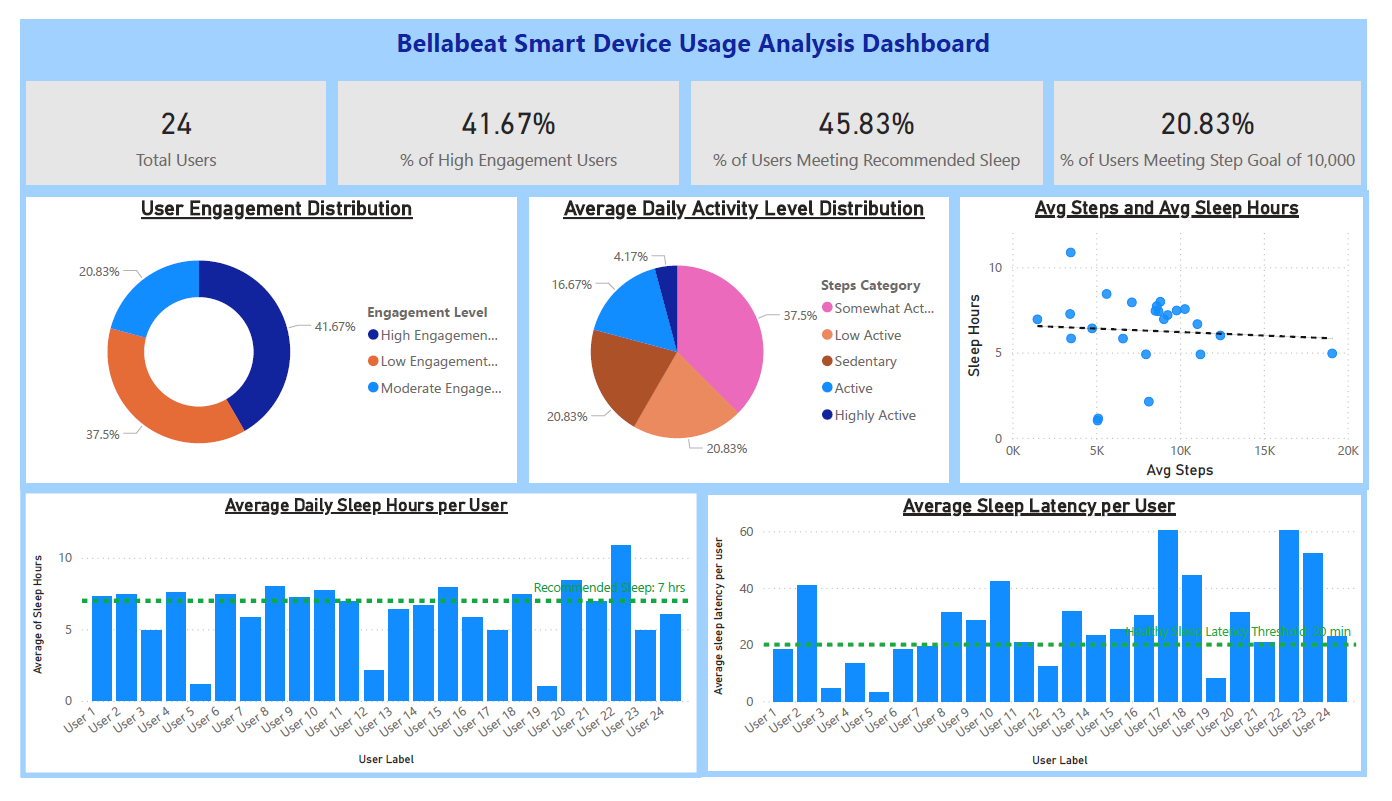 Bellabeat Smart Device Usage Analysis Dashboard
24
Total Users
41.67%
% of High Engagement Users
45.83%
% of Users Meeting Recommended Sleep
20.83%
% of Users Meeting Step Goal of 10,000
User Engagement Distribution
20.83%
41.67%
37.5%
Engagement Level
High Engagemen...
Low Engagement...
Moderate Engage...
Average Daily Activity Level Distribution
4.17%
16.67%
37.5%
20.83%
20.83%
Steps Category
Somewhat Act...
Low Active
Sedentary
Active
Highly Active
Avg Steps and Avg Sleep Hours
Sleep Hours
10
5
0
0K 5K 10K 15K 20K
Avg Steps
Average Daily Sleep Hours per User
Average of Sleep Hours
10
5
0
Recommended Sleep: 7 hrs
User 1 User 2 User 3 User 4 User 5 User 6 User 7 User 8 User 9 User 10 User 11 User 12 User 13 User 14 User 15 User 16 User 17 User 18 User 19 User 20 User 21 User 22 User 23 User 24
User Label
Average Sleep Latency per User
Average sleep latency per user
60
40
20
0
Healthy Sleep Latency Threshold: 20 min
User 1 User 2 User 3 User 4 User 5 User 6 User 7 User 8 User 9 User 10 User 11 User 12 User 13 User 14 User 15 User 16 User 17 User 18 User 19 User 20 User 21 User 22 User 23 User 24
User Label